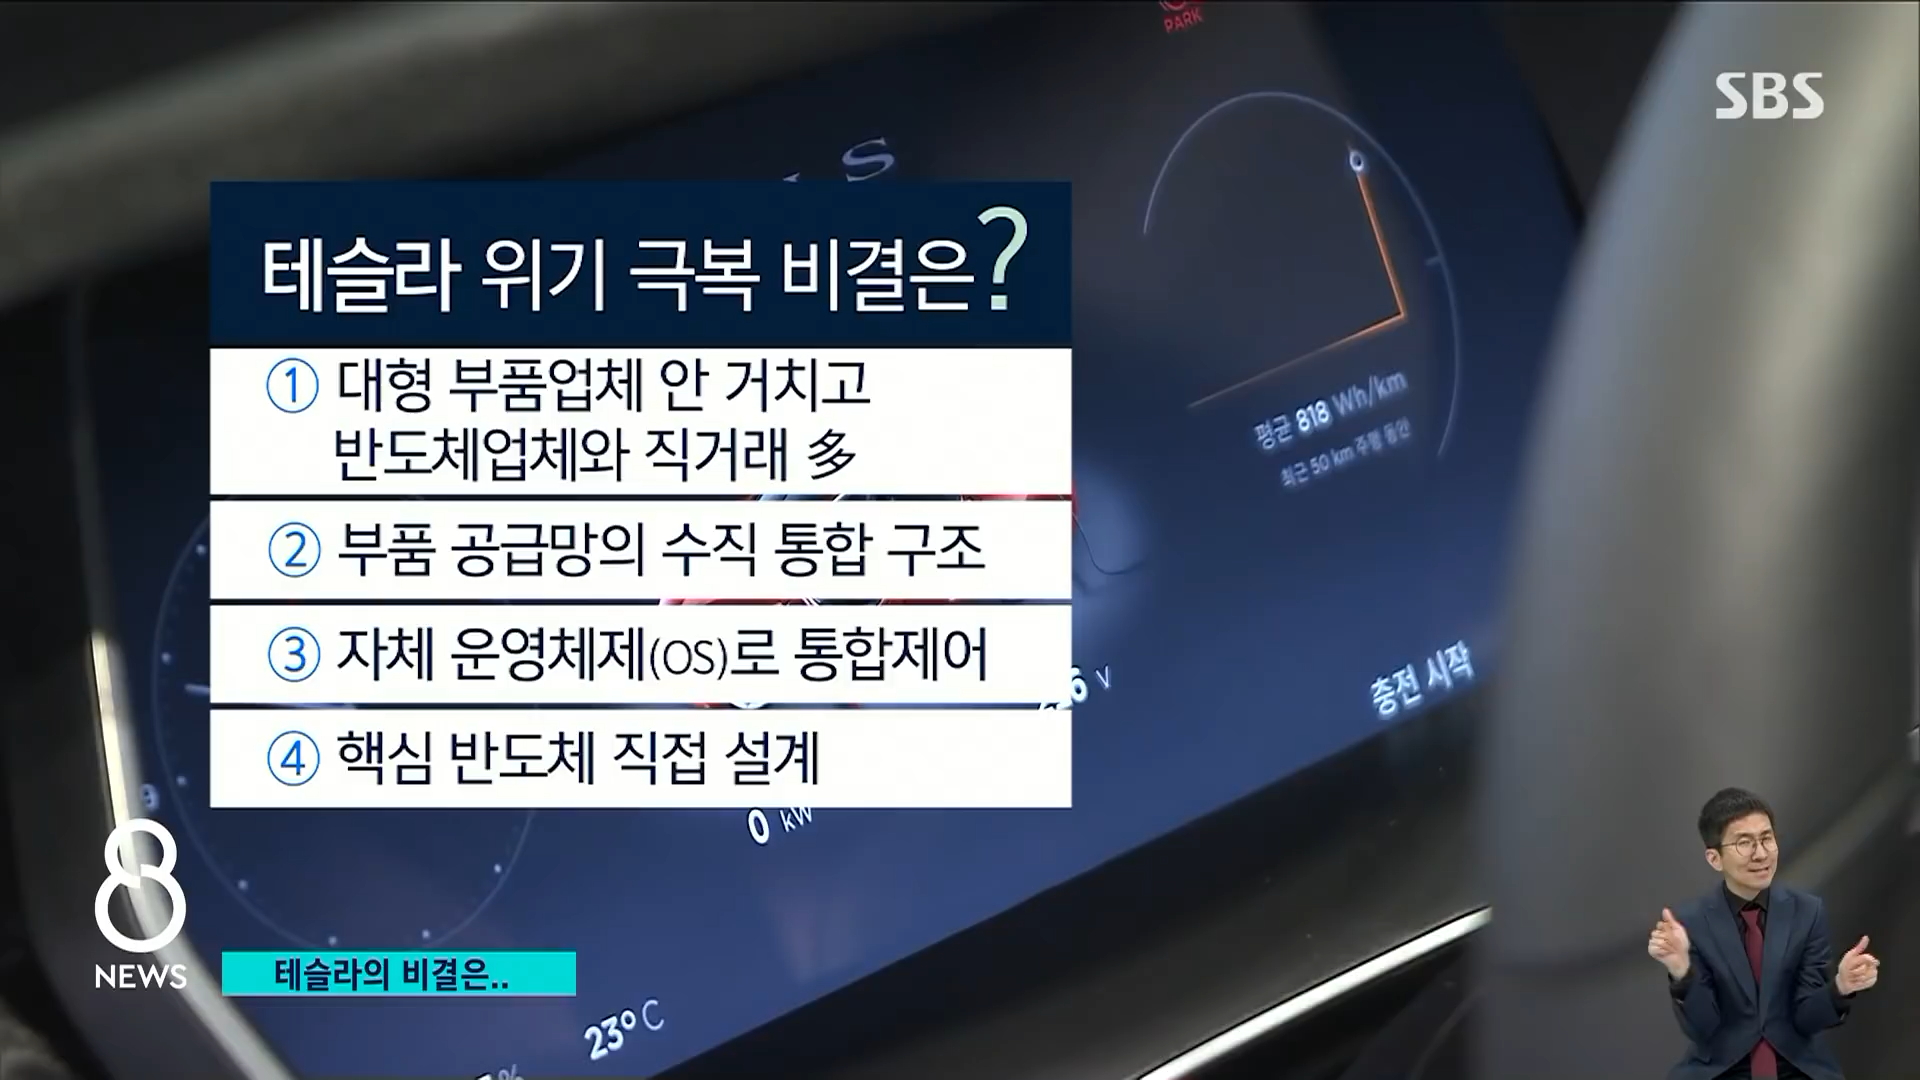 PARK
SBS
S
테슬라 위기 극복 비결은?
① 대형 부품업체 안 거치고
반도체업체와 직거래 多
② 부품 공급망의 수직 통합 구조
③ 자체 운영체제(OS)로 통합제어
④ 핵심 반도체 직접 설계
평균 818 Wh/km
최근 50 km 주행 동안
6 V
충전 시작
0 kW
8
NEWS
테슬라의 비결은..
23°C
%